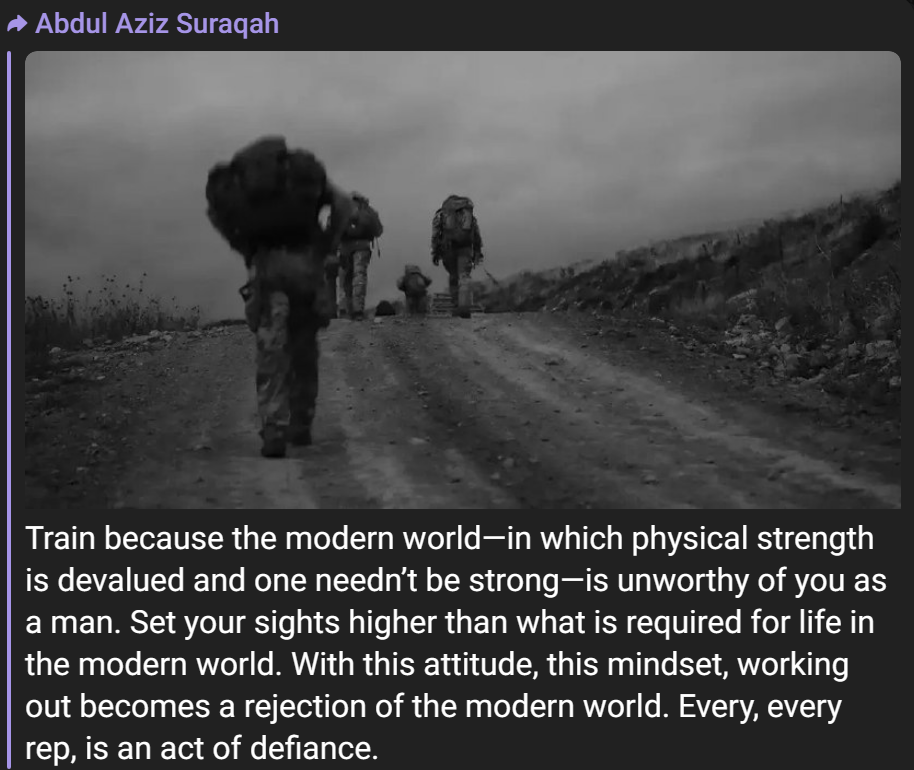 Abdul Aziz Suraqah
Train because the modern world—in which physical strength
is devalued and one needn’t be strong—is unworthy of you as
a man. Set your sights higher than what is required for life in
the modern world. With this attitude, this mindset, working
out becomes a rejection of the modern world. Every, every
rep, is an act of defiance.